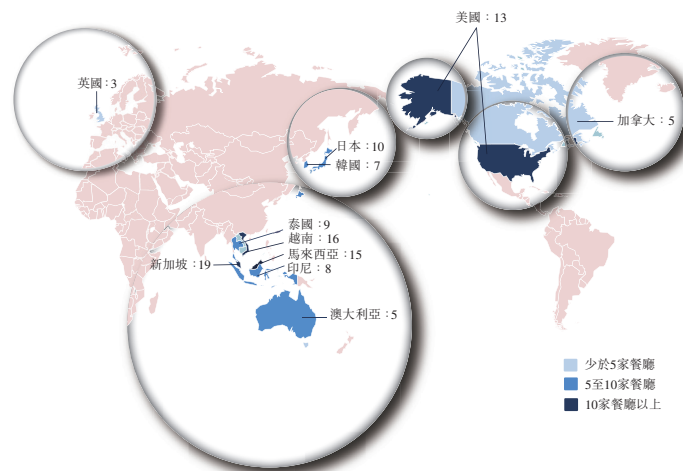 美國：13
英國：3
加拿大：5
日本：10
韓國：7
泰國：9
越南：16
馬來西亞：15
新加坡：19
印尼：8
澳大利亞：5
少於5家餐廳
5至10家餐廳
10家餐廳以上